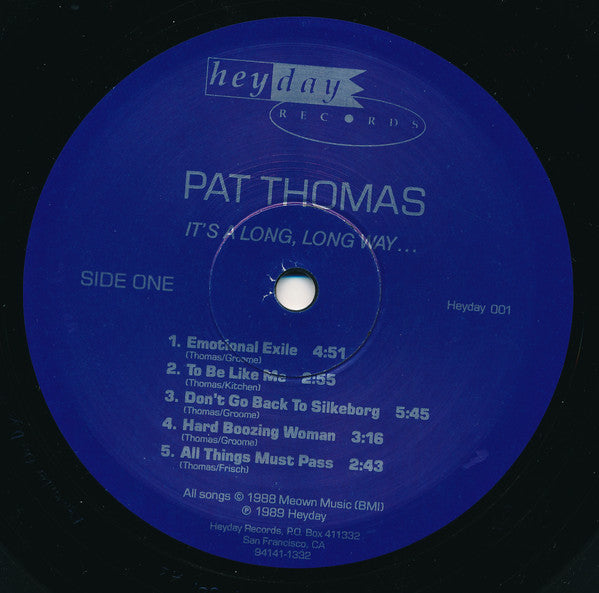 heyday
RECORDS
PAT THOMAS
IT'S A LONG, LONG WAY...
SIDE ONE
Heyday 001
1. Emotional Exile 4:51
(Thomas/Groome)
2. To Be Like Me 2:55
(Thomas/Kitchen)
3. Don't Go Back To Silkeborg 5:45
(Thomas/Groome)
4. Hard Boozing Woman 3:16
(Thomas/Groome)
5. All Things Must Pass 2:43
(Thomas/Frisch)
All songs © 1988 Meown Music (BMI)
℗ 1989 Heyday
Heyday Records, P.O. Box 411332
San Francisco, CA
94141-1332